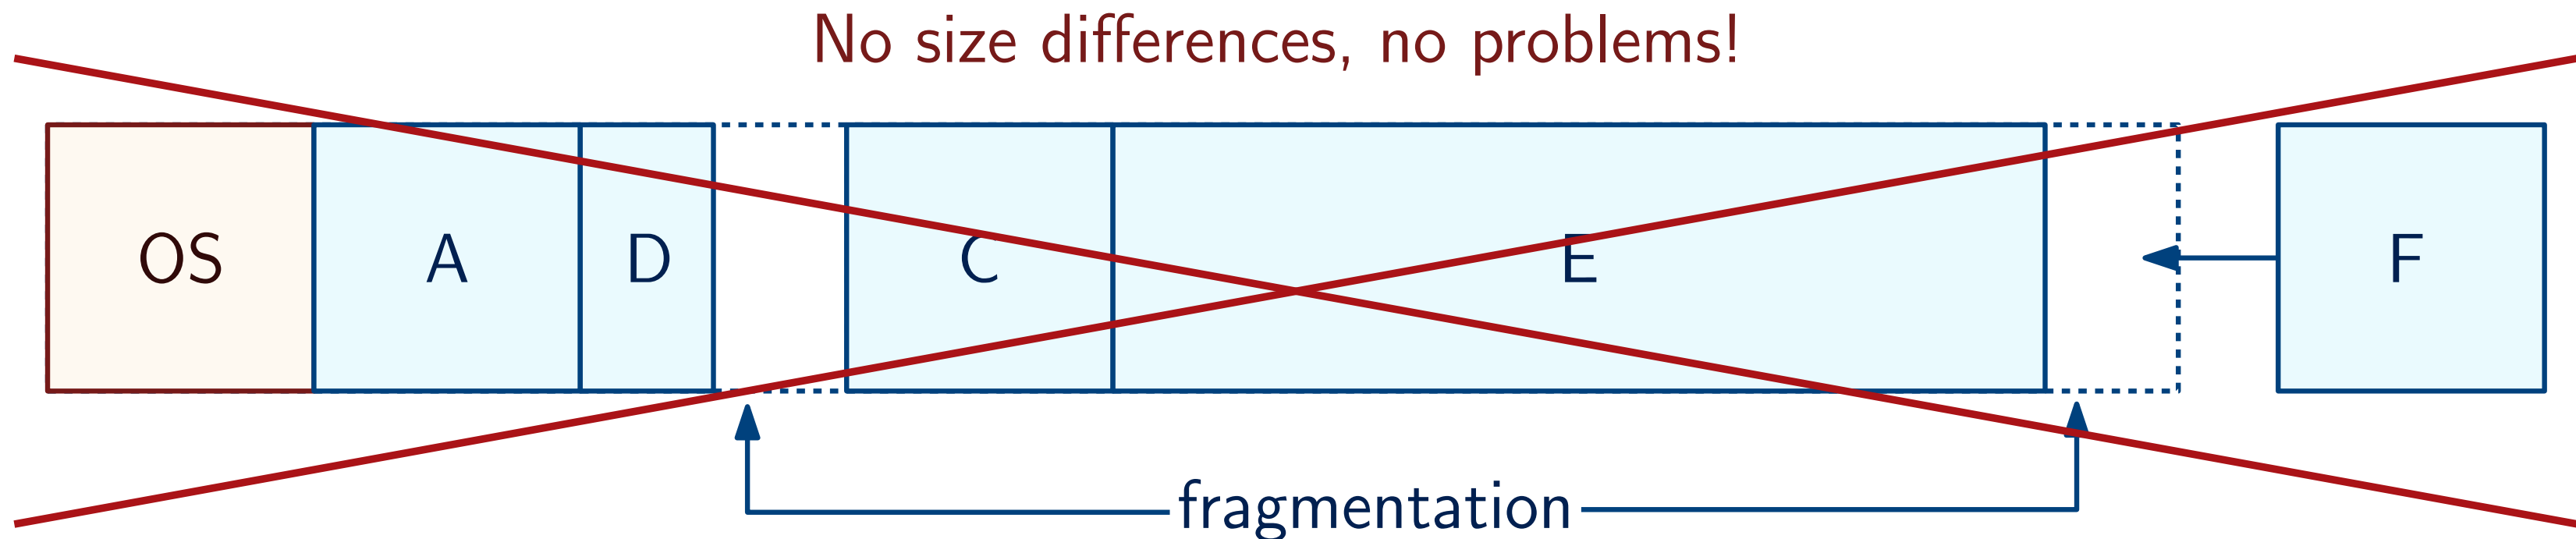 No size differences, no problems!
OS A D C E F
fragmentation